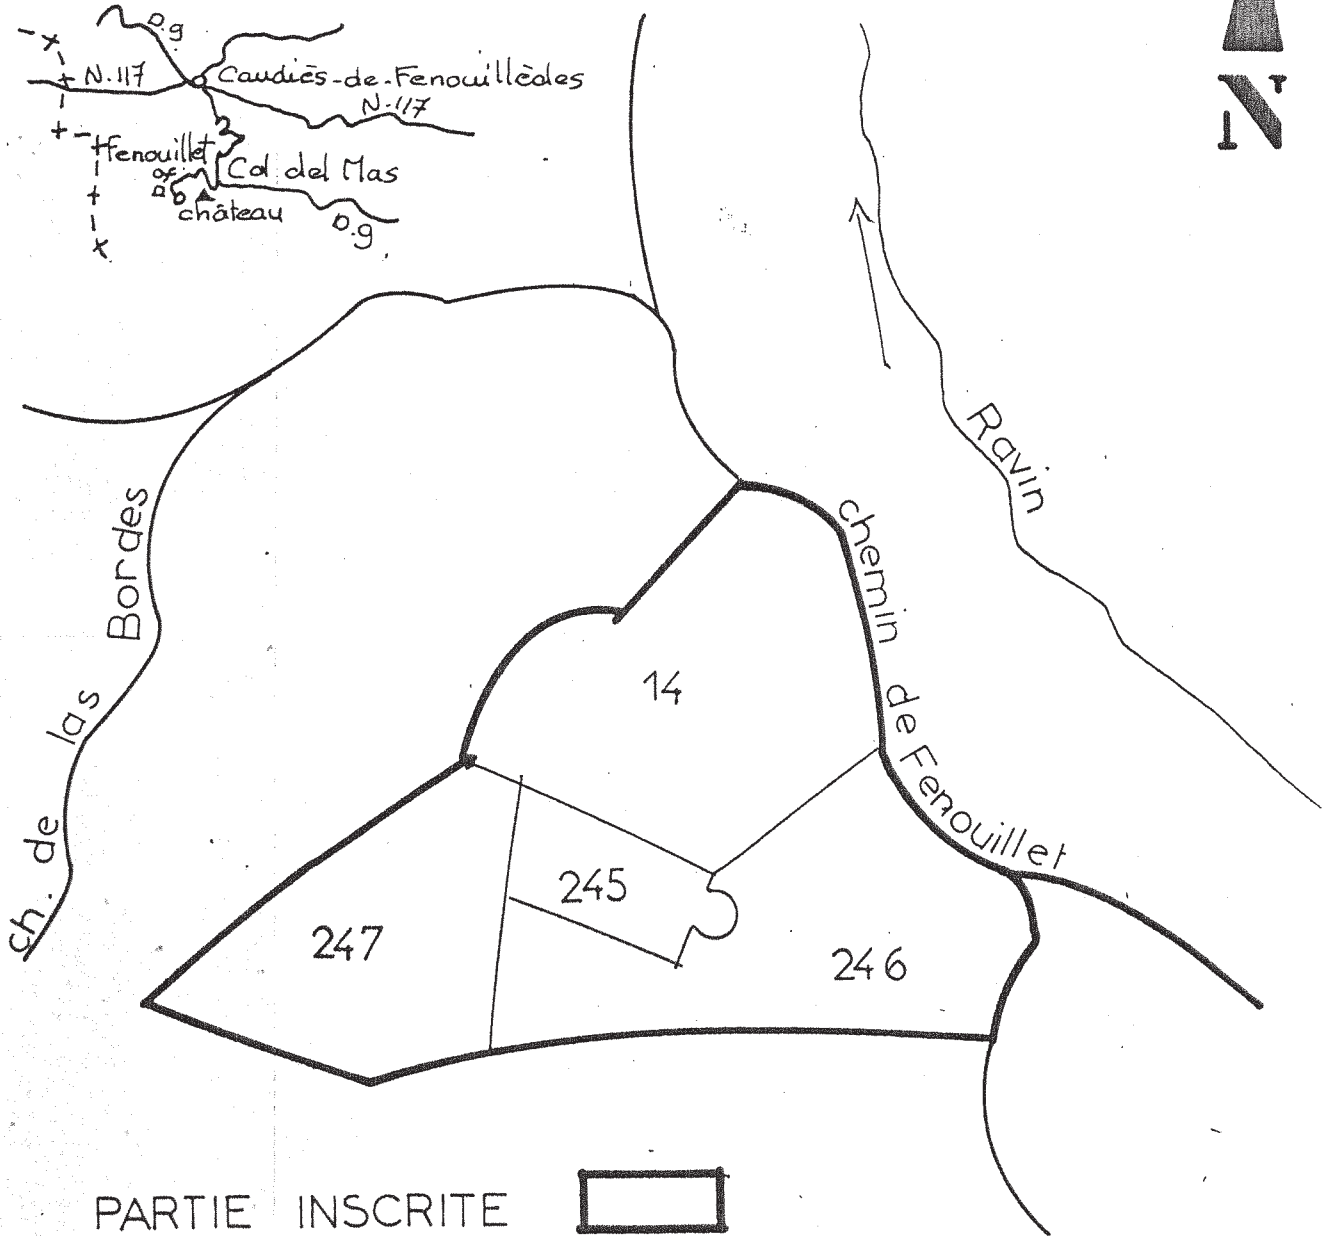 D.9
N.117
Caudiès-de-Fenouillèdes
N.117
fenouillet
Col del Mas
château
D.9
N
Ravin
chemin de Fenouillet
ch. de las Bordes
14
245
247
246
PARTIE INSCRITE